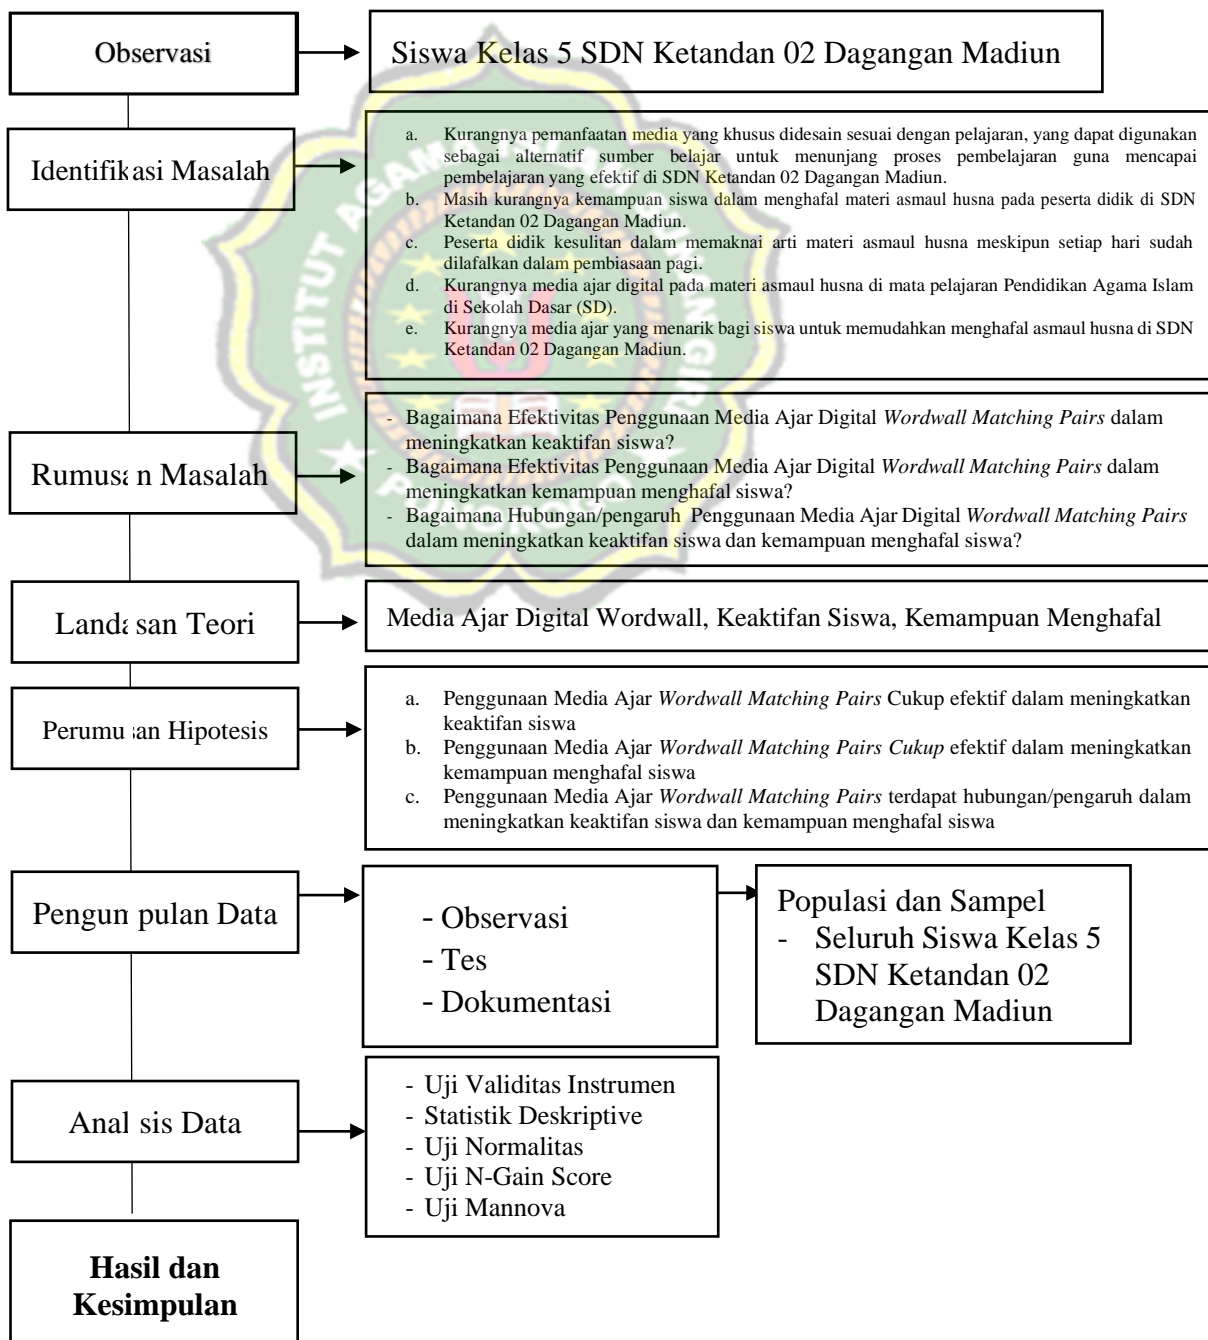 Observasi
Siswa Kelas 5 SDN Ketandan 02 Dagangan Madiun
Identifikasi Masalah
a. Kurangnya pemanfaatan media yang khusus didesain sesuai dengan pelajaran, yang dapat digunakan
sebagai alternatif sumber belajar untuk menunjang proses pembelajaran guna mencapai
pembelajaran yang efektif di SDN Ketandan 02 Dagangan Madiun.
b. Masih kurangnya kemampuan siswa dalam menghafal materi asmaul husna pada peserta didik di SDN
Ketandan 02 Dagangan Madiun.
c. Peserta didik kesulitan dalam memaknai arti materi asmaul husna meskipun setiap hari sudah
dilafalkan dalam pembiasaan pagi.
d. Kurangnya media ajar digital pada materi asmaul husna di mata pelajaran Pendidikan Agama Islam
di Sekolah Dasar (SD).
e. Kurangnya media ajar yang menarik bagi siswa untuk memudahkan menghafal asmaul husna di SDN
Ketandan 02 Dagangan Madiun.
Rumusan Masalah
- Bagaimana Efektivitas Penggunaan Media Ajar Digital Wordwall Matching Pairs dalam
meningkatkan keaktifan siswa?
- Bagaimana Efektivitas Penggunaan Media Ajar Digital Wordwall Matching Pairs dalam
meningkatkan kemampuan menghafal siswa?
- Bagaimana Hubungan/pengaruh Penggunaan Media Ajar Digital Wordwall Matching Pairs
dalam meningkatkan keaktifan siswa dan kemampuan menghafal siswa?
Landasan Teori
Media Ajar Digital Wordwall, Keaktifan Siswa, Kemampuan Menghafal
Perumusan Hipotesis
a. Penggunaan Media Ajar Wordwall Matching Pairs Cukup efektif dalam meningkatkan
keaktifan siswa
b. Penggunaan Media Ajar Wordwall Matching Pairs Cukup efektif dalam meningkatkan
kemampuan menghafal siswa
c. Penggunaan Media Ajar Wordwall Matching Pairs terdapat hubungan/pengaruh dalam
meningkatkan keaktifan siswa dan kemampuan menghafal siswa
Pengumpulan Data
- Observasi
- Tes
- Dokumentasi
Populasi dan Sampel
- Seluruh Siswa Kelas 5
SDN Ketandan 02
Dagangan Madiun
Analisis Data
- Uji Validitas Instrumen
- Statistik Deskriptive
- Uji Normalitas
- Uji N-Gain Score
- Uji Mannova
Hasil dan
Kesimpulan
INSTITUT AGAMA ISLAM SUNAN GIRI
PONOROGO